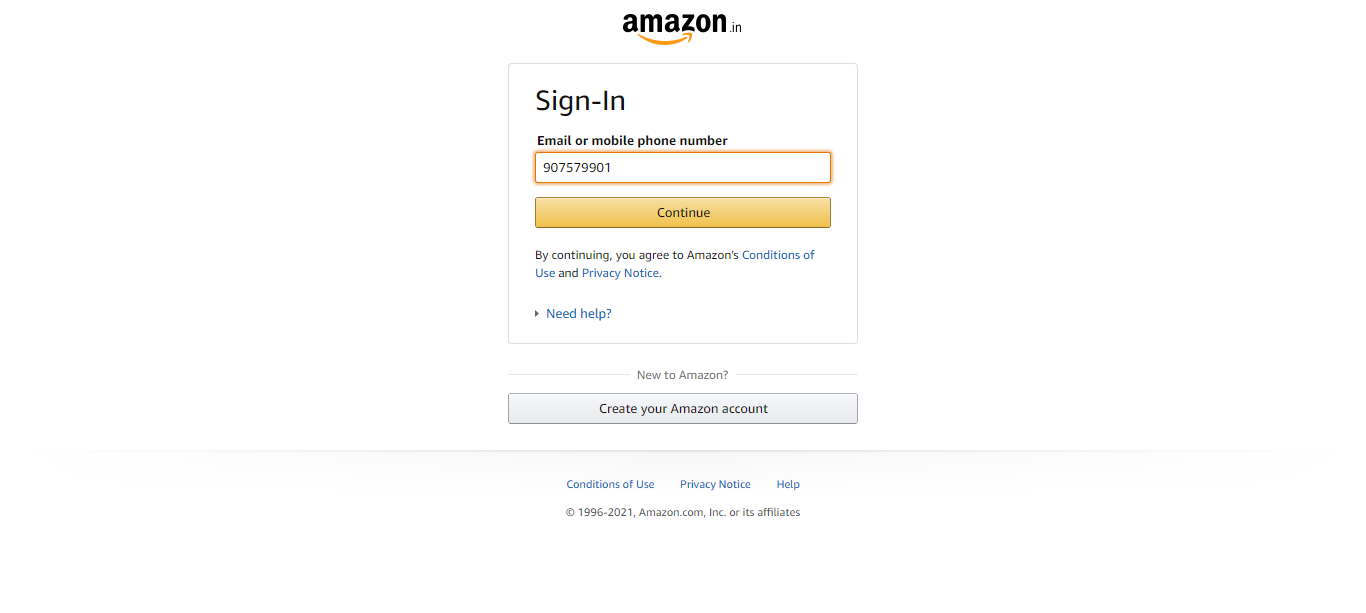 amazon.in
Sign-In
Email or mobile phone number
907579901
Continue
By continuing, you agree to Amazon's Conditions of
Use and Privacy Notice.
Need help?
New to Amazon?
Create your Amazon account
Conditions of Use Privacy Notice Help
© 1996-2021, Amazon.com, Inc. or its affiliates